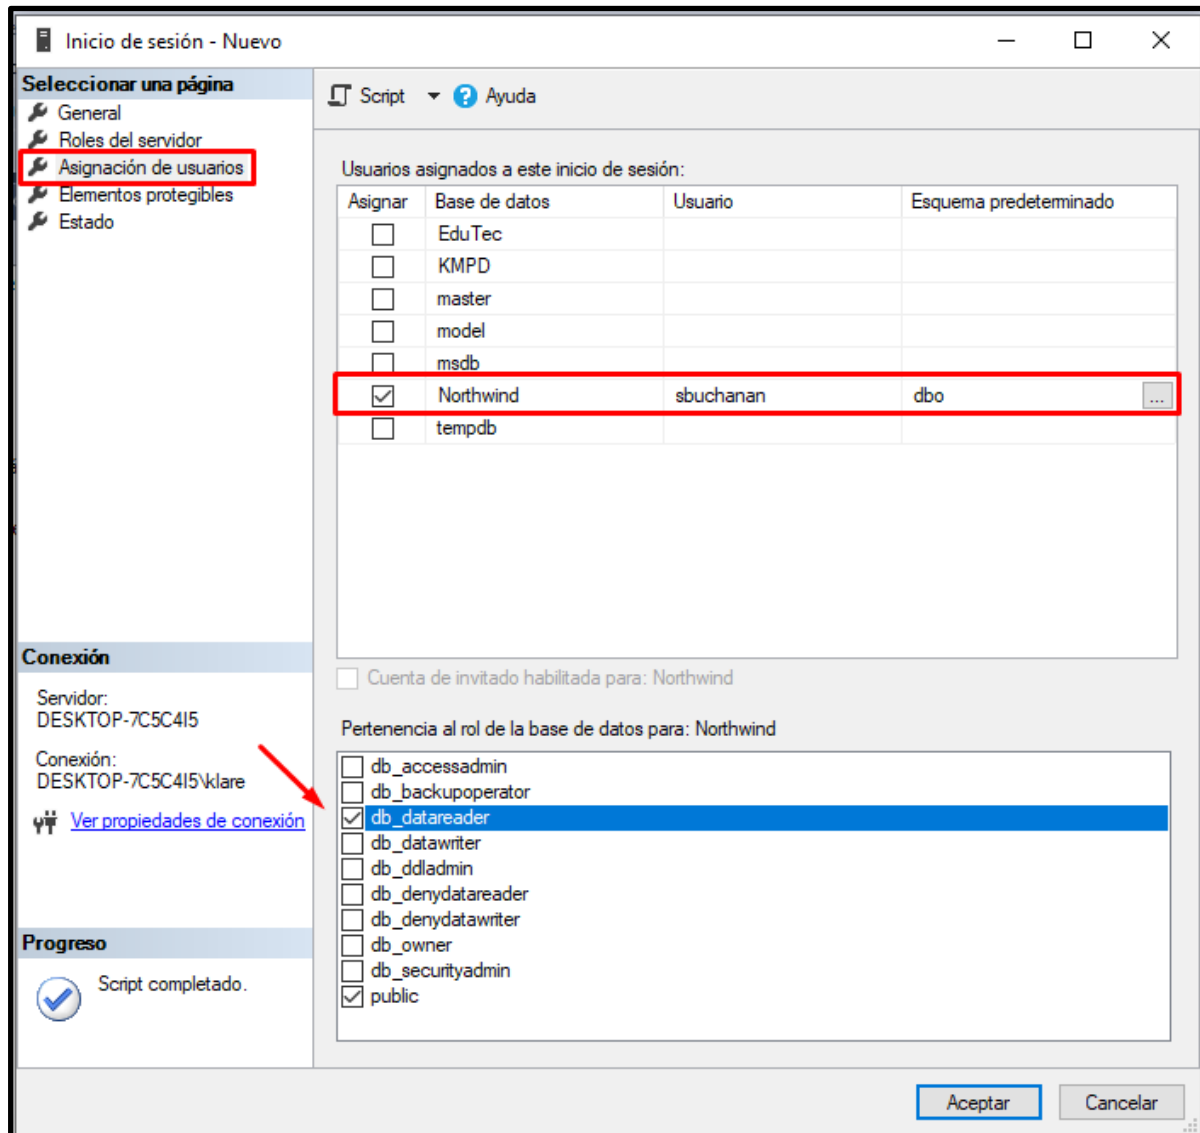 Inicio de sesión - Nuevo
Seleccionar una página
General
Roles del servidor
Asignación de usuarios
Elementos protegibles
Estado
Script
Ayuda
Usuarios asignados a este inicio de sesión:
Asignar Base de datos Usuario Esquema predeterminado
EduTec
KMPD
master
model
msdb
Northwind sbuchanan dbo ...
tempdb
Cuenta de invitado habilitada para: Northwind
Pertenencia al rol de la base de datos para: Northwind
db_accessadmin
db_backupoperator
db_datareader
db_datawriter
db_ddladmin
db_denydatareader
db_denydatawriter
db_owner
db_securityadmin
public
Conexión
Servidor:
DESKTOP-7C5C4I5
Conexión:
DESKTOP-7C5C4I5\klare
Ver propiedades de conexión
Progreso
Script completado.
Aceptar Cancelar